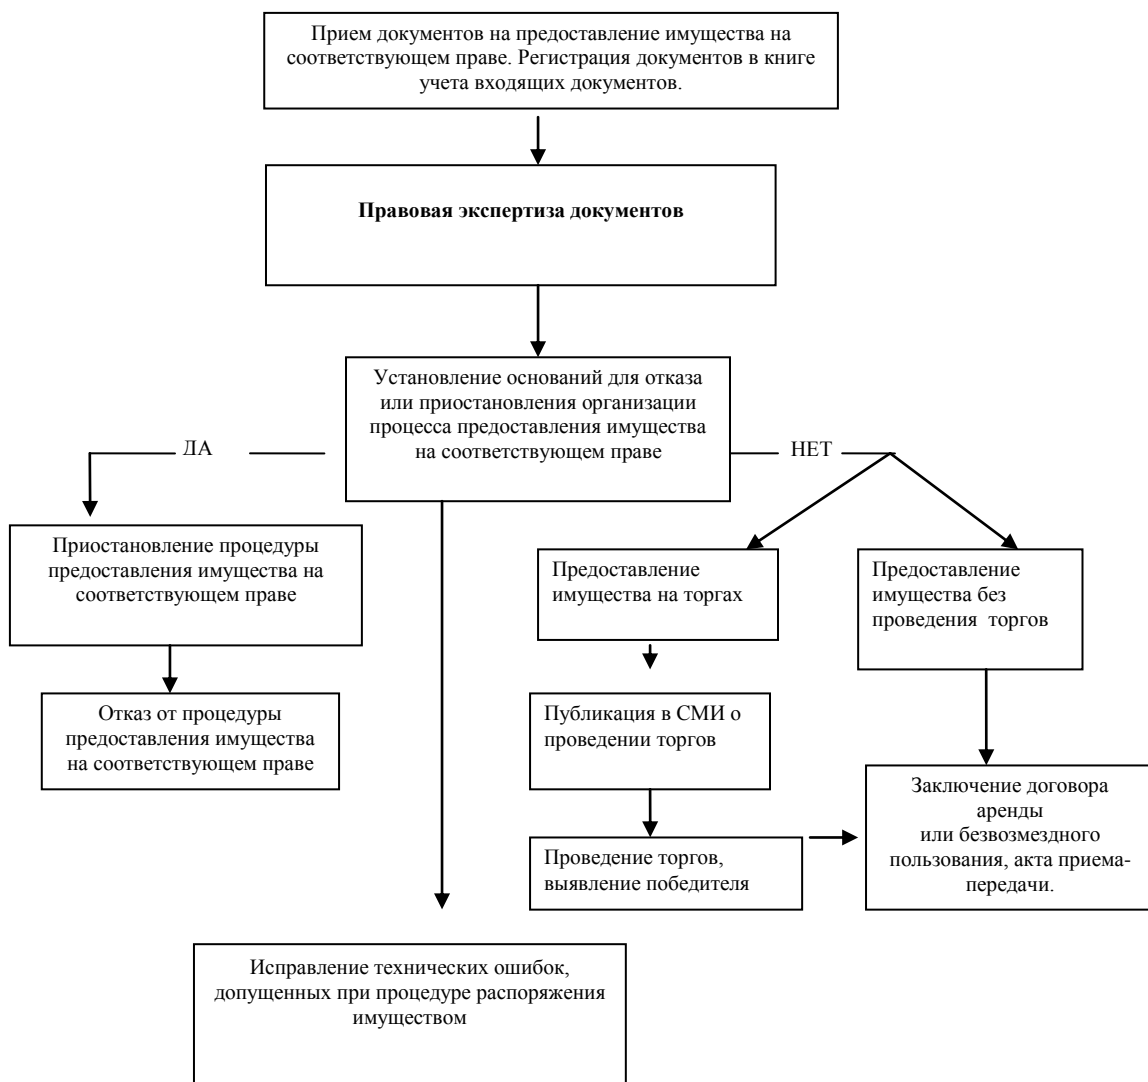 Прием документов на предоставление имущества на
соответствующем праве. Регистрация документов в книге
учета входящих документов.
Правовая экспертиза документов
Установление оснований для отказа
или приостановления организации
процесса предоставления имущества
на соответствующем праве
ДА
НЕТ
Приостановление процедуры
предоставления имущества на
соответствующем праве
Предоставление
имущества на торгах
Предоставление
имущества без
проведения торгов
Отказ от процедуры
предоставления имущества
на соответствующем праве
Публикация в СМИ о
проведении торгов
Заключение договора
аренды
или безвозмездного
пользования, акта приема-
передачи.
Проведение торгов,
выявление победителя
Исправление технических ошибок,
допущенных при процедуре распоряжения
имуществом